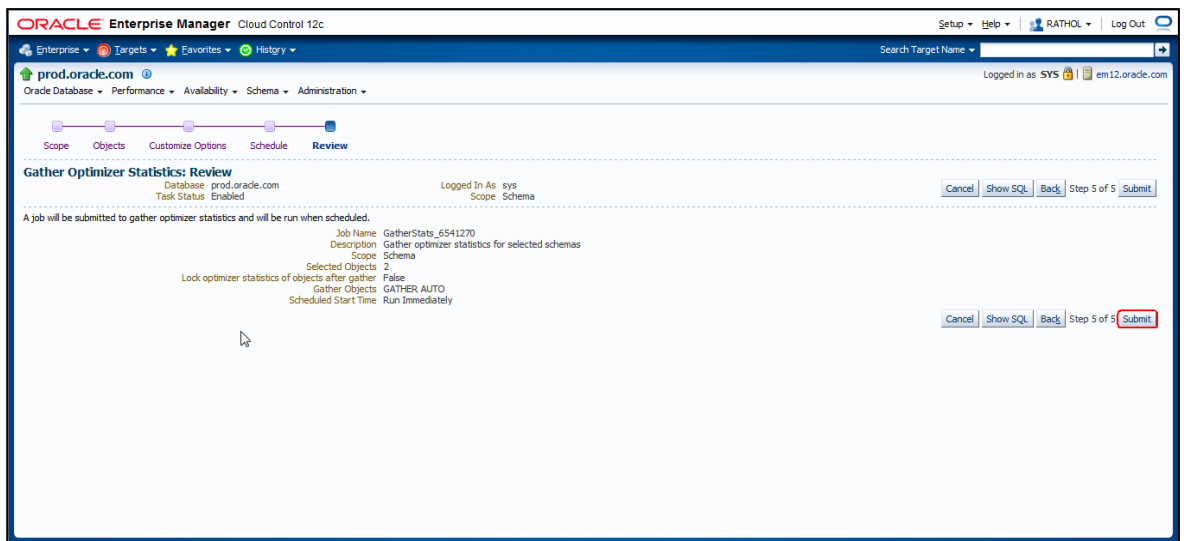 ORACLE Enterprise Manager Cloud Control 12c
Setup Help RATHOL Log Out
Enterprise Targets Favorites History
Search Target Name
prod.oracle.com
Logged in as SYS em12.oracle.com
Oracle Database Performance Availability Schema Administration
Scope Objects Customize Options Schedule Review
Gather Optimizer Statistics: Review
Database prod.oracle.com Logged In As sys
Task Status Enabled Scope Schema
Cancel Show SQL Back Step 5 of 5 Submit
A job will be submitted to gather optimizer statistics and will be run when scheduled.
Job Name GatherStats_6541270
Description Gather optimizer statistics for selected schemas
Scope Schema
Selected Objects 2
Lock optimizer statistics of objects after gather False
Gather Objects GATHER AUTO
Scheduled Start Time Run Immediately
Cancel Show SQL Back Step 5 of 5 Submit